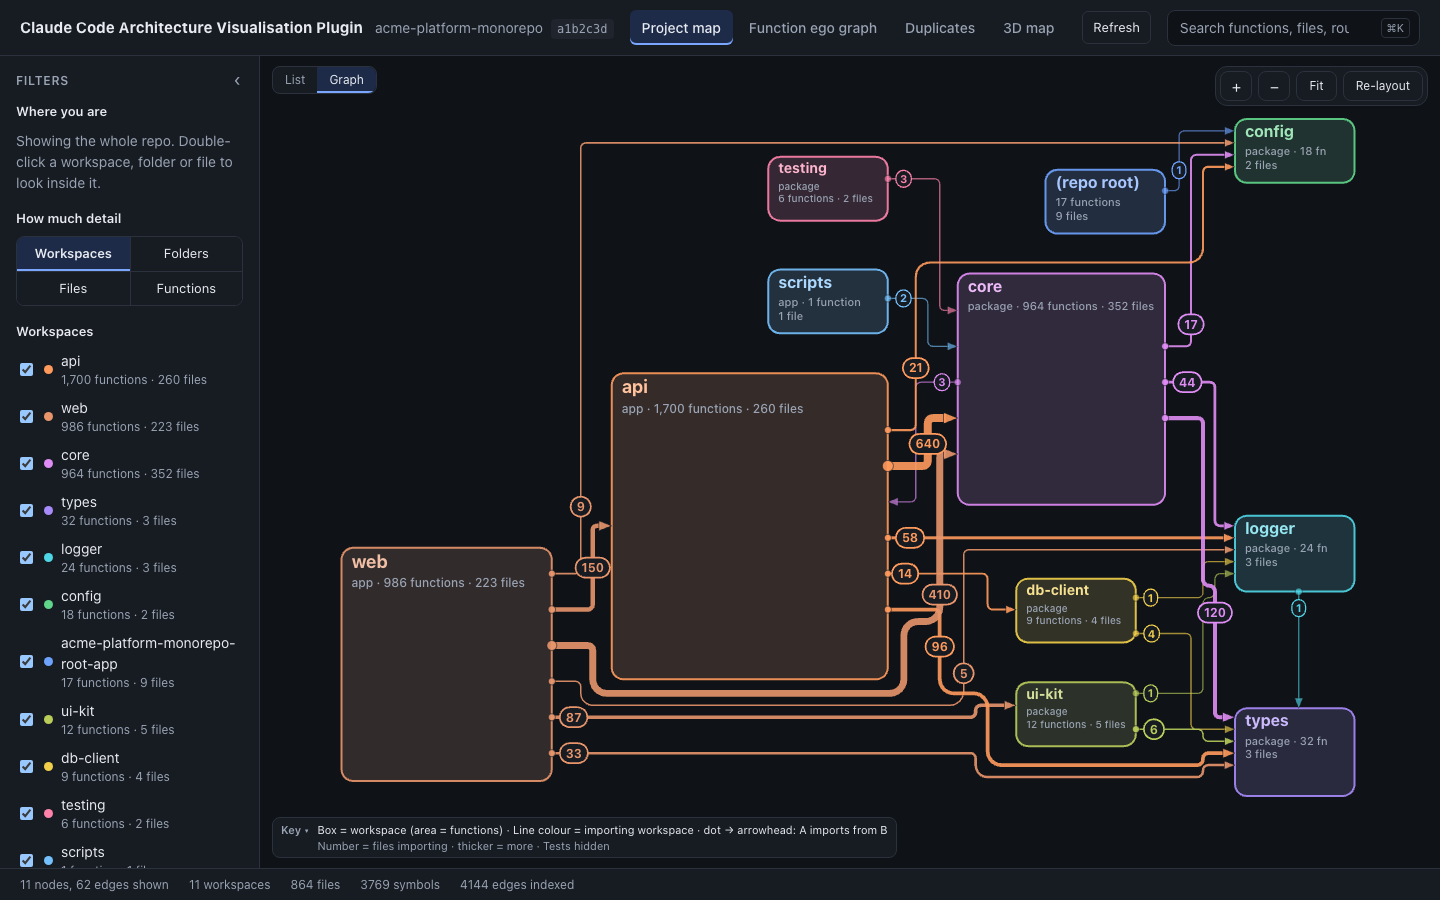 Claude Code Architecture Visualisation Plugin acme-platform-monorepo a1b2c3d Project map Function ego graph Duplicates 3D map Refresh Search functions, files, rou ⌘K
FILTERS
Where you are
Showing the whole repo. Double-
click a workspace, folder or file to
look inside it.
How much detail
Workspaces Folders
Files Functions
Workspaces
api
1,700 functions · 260 files
web
986 functions · 223 files
core
964 functions · 352 files
types
32 functions · 3 files
logger
24 functions · 3 files
config
18 functions · 2 files
acme-platform-monorepo-
root-app
17 functions · 9 files
ui-kit
12 functions · 5 files
db-client
9 functions · 4 files
testing
6 functions · 2 files
scripts
List Graph
+ − Fit Re-layout
config
package · 18 fn
2 files
testing
package
6 functions · 2 files
3
(repo root)
17 functions
9 files
1
scripts
app · 1 function
1 file
2
core
package · 964 functions · 352 files
17
21
3
44
api
app · 1,700 functions · 260 files
640
9
58
150
14
410
96
5
web
app · 986 functions · 223 files
87
33
logger
package · 24 fn
3 files
1
120
db-client
package
9 functions · 4 files
1
4
ui-kit
package
12 functions · 5 files
1
6
types
package · 32 fn
3 files
Key ▾ Box = workspace (area = functions) · Line colour = importing workspace · dot → arrowhead: A imports from B
Number = files importing · thicker = more · Tests hidden
11 nodes, 62 edges shown 11 workspaces 864 files 3769 symbols 4144 edges indexed